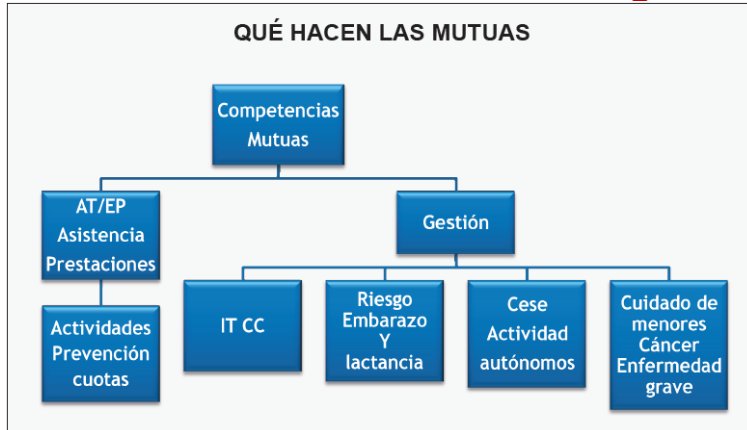 QUÉ HACEN LAS MUTUAS
Competencias
Mutuas
AT/EP
Asistencia
Prestaciones
Gestión
Actividades
Prevención
cuotas
IT CC
Riesgo
Embarazo
Y
lactancia
Cese
Actividad
autónomos
Cuidado de
menores
Cáncer
Enfermedad
grave